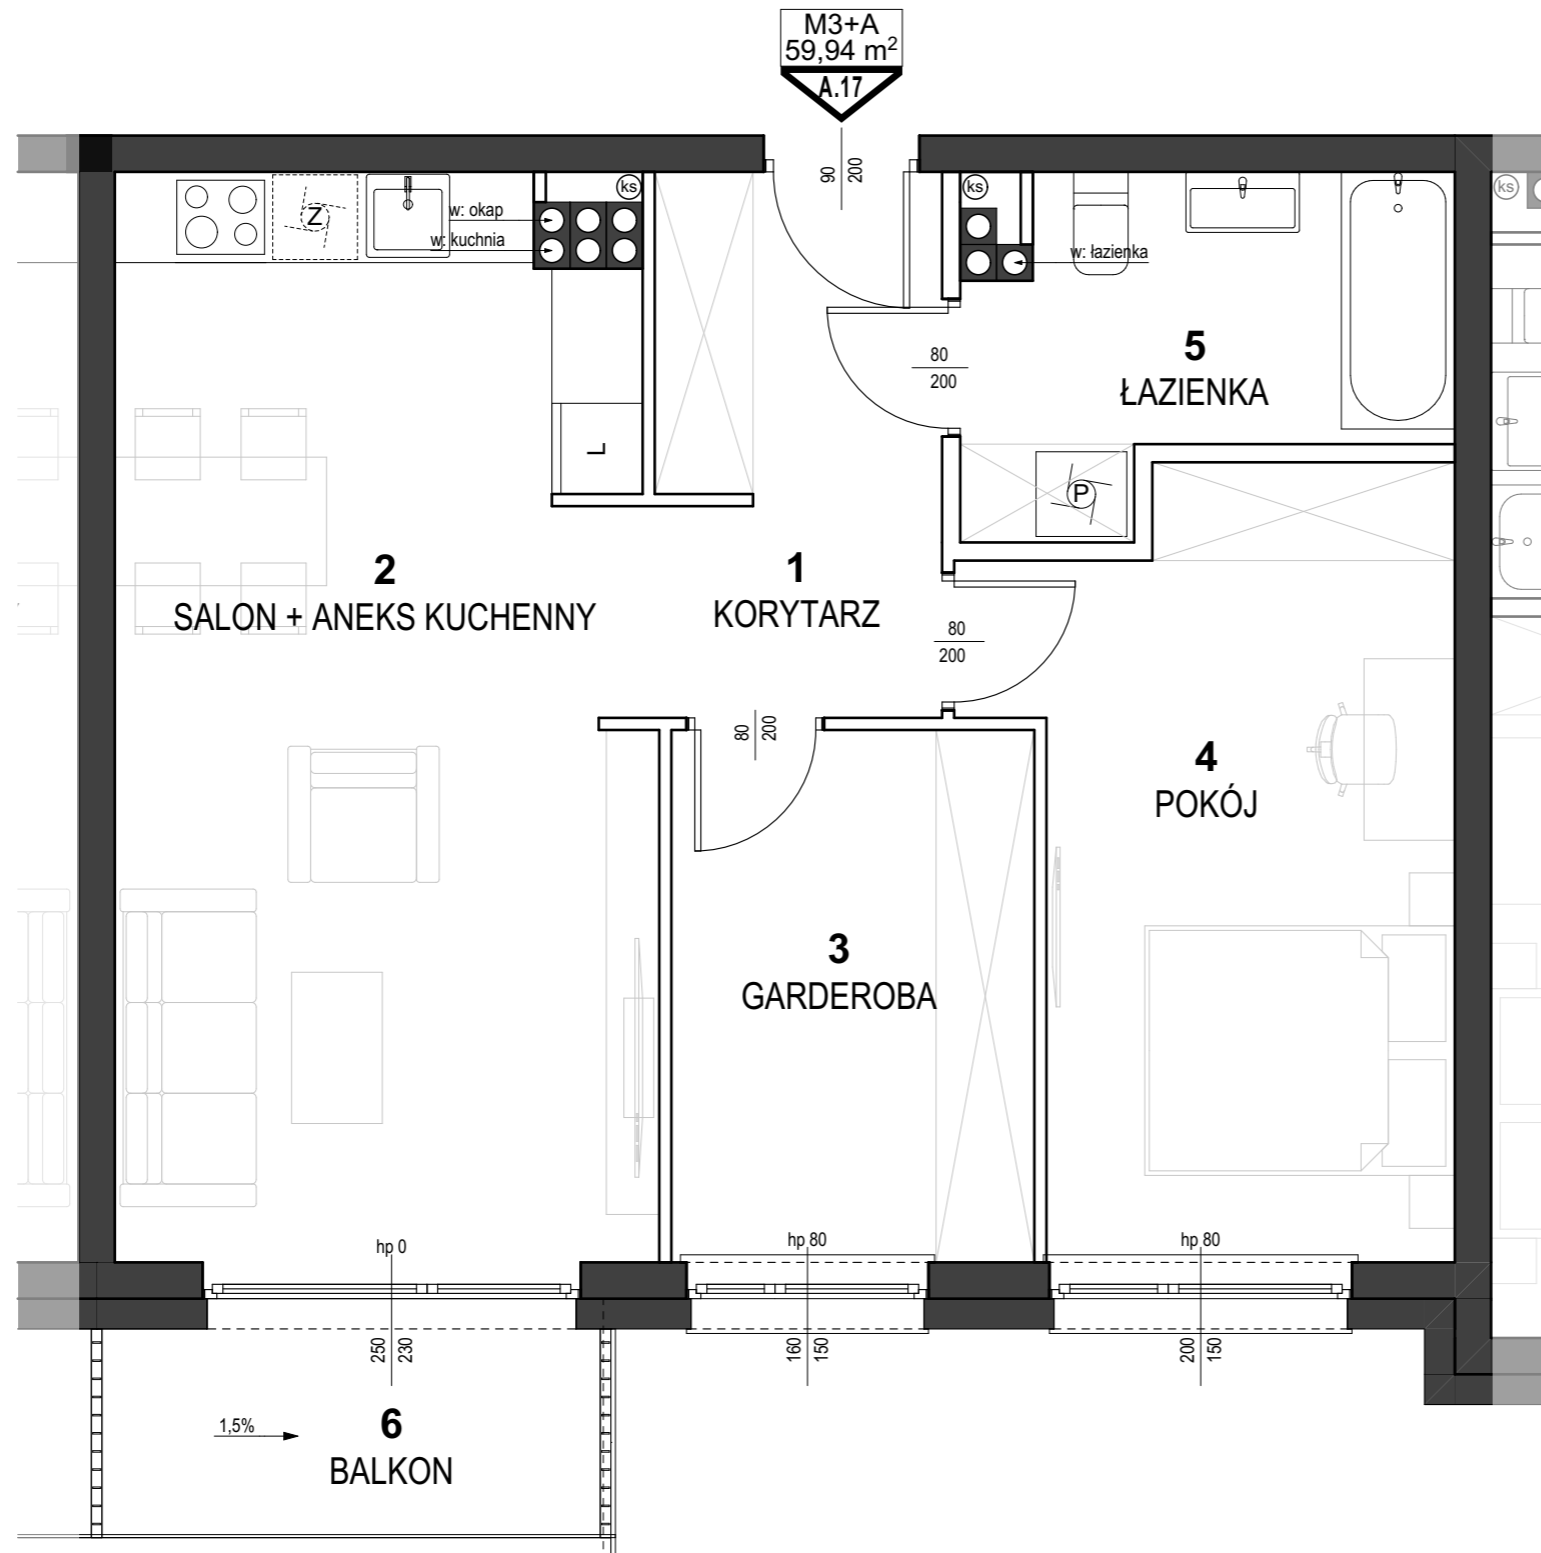 M3+A
59,94 m²
A.17
90
200
ks
ks
ks
Z
w: okap
w: kuchnia
w: łazienka
80
200
5
ŁAZIENKA
L
P
2
SALON + ANEKS KUCHENNY
1
KORYTARZ
80
200
80
200
4
POKÓJ
3
GARDEROBA
hp 0
hp 80
hp 80
250
230
160
150
200
150
1,5%
6
BALKON